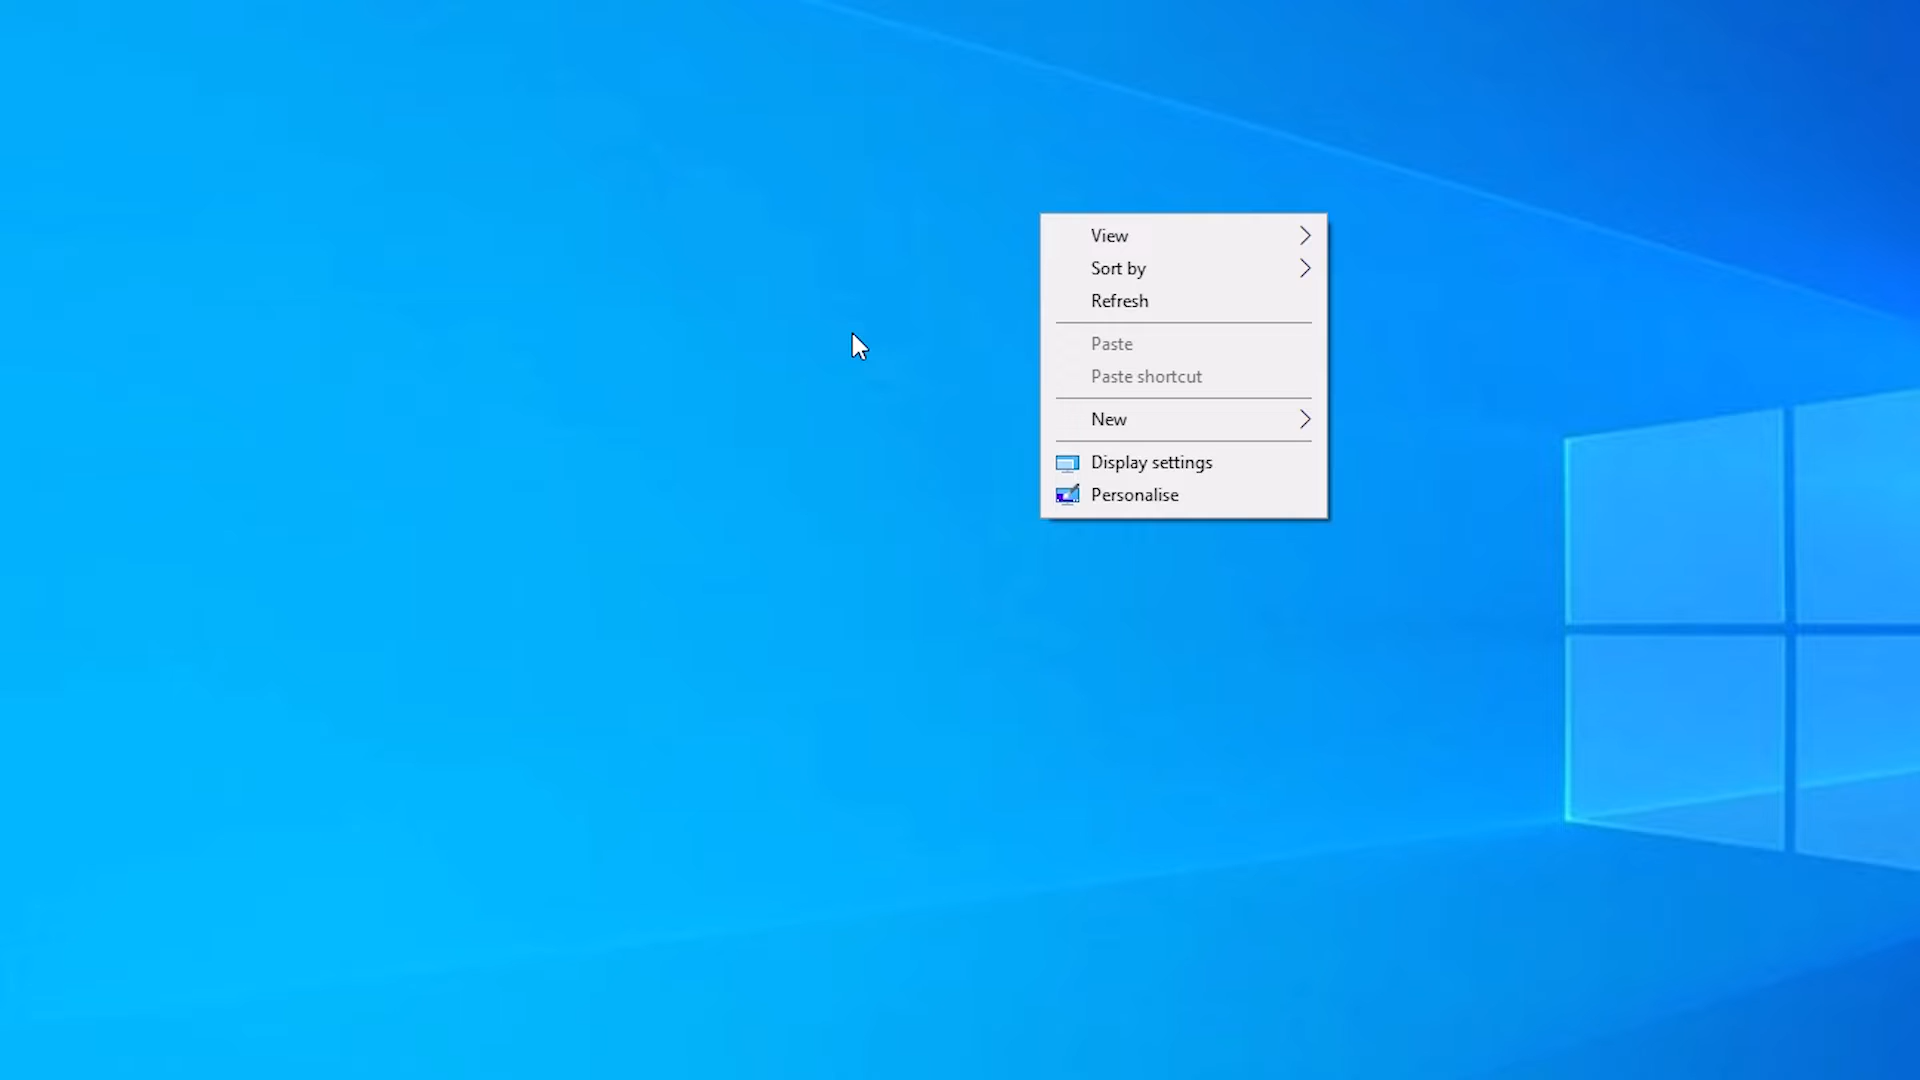 View
Sort by
Refresh
Paste
Paste shortcut
New
Display settings
Personalise